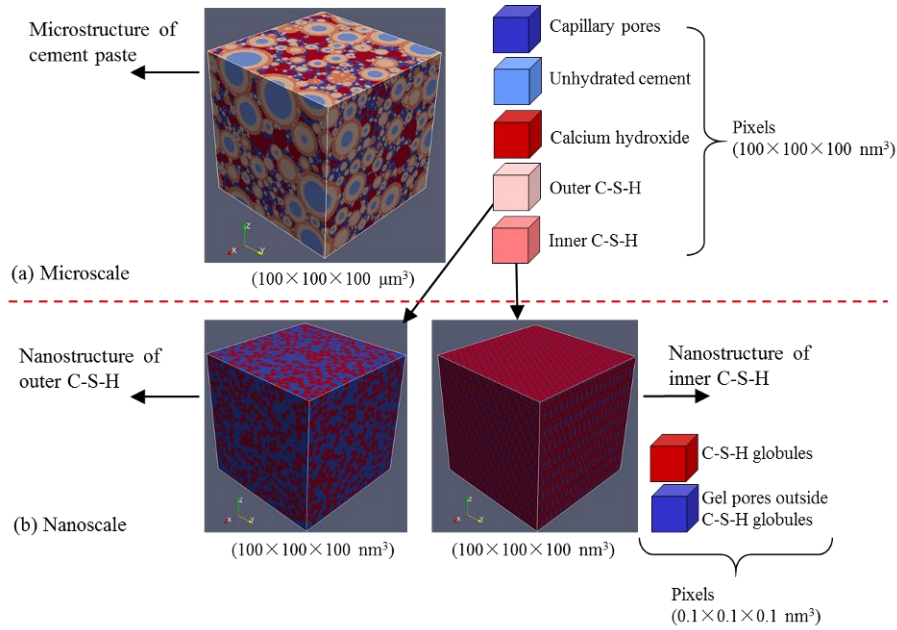 Microstructure of
cement paste
Capillary pores
Unhydrated cement
Calcium hydroxide
Outer C-S-H
Inner C-S-H
Pixels
(100×100×100 nm³)
Z
X
Y
(a) Microscale
(100×100×100 μm³)
Nanostructure of
outer C-S-H
Nanostructure of
inner C-S-H
C-S-H globules
Gel pores outside
C-S-H globules
Z
X
Y
Z
X
Y
(b) Nanoscale
(100×100×100 nm³)
(100×100×100 nm³)
Pixels
(0.1×0.1×0.1 nm³)